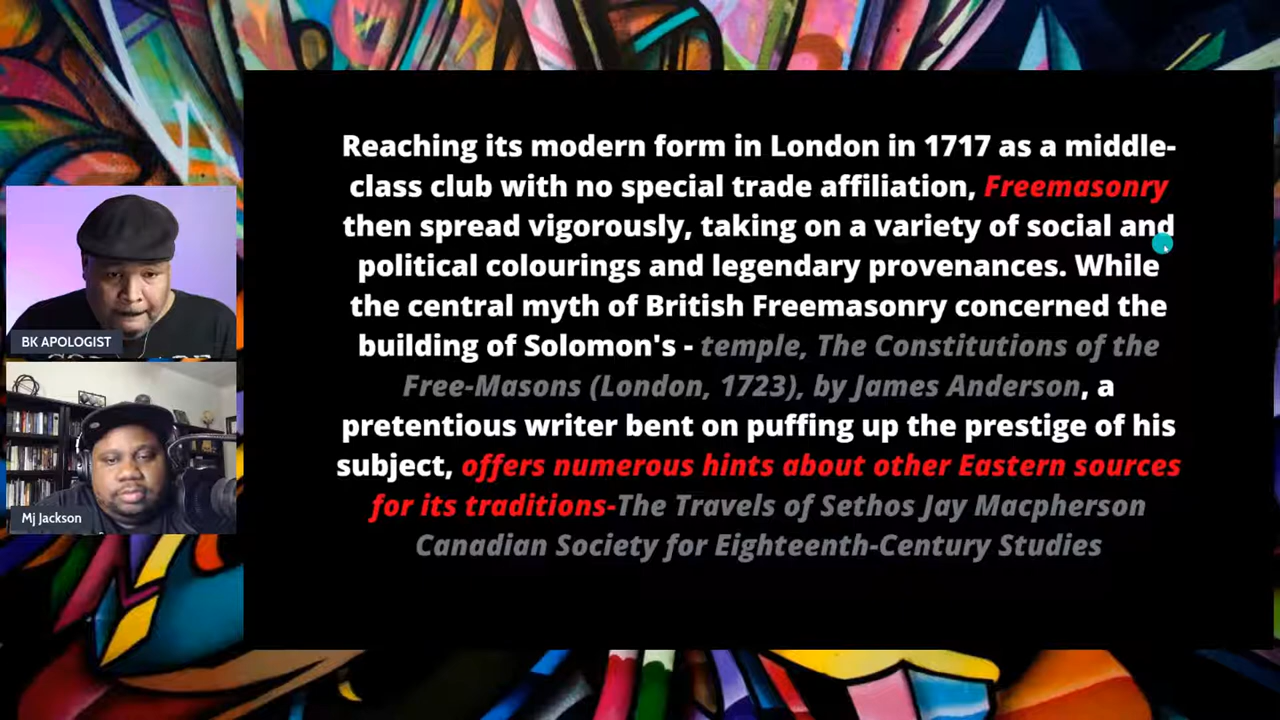 Reaching its modern form in London in 1717 as a middle-
class club with no special trade affiliation, Freemasonry
then spread vigorously, taking on a variety of social and
political colourings and legendary provenances. While
the central myth of British Freemasonry concerned the
building of Solomon's - temple, The Constitutions of the
Free-Masons (London, 1723), by James Anderson, a
pretentious writer bent on puffing up the prestige of his
subject, offers numerous hints about other Eastern sources
for its traditions-The Travels of Sethos Jay Macpherson
Canadian Society for Eighteenth-Century Studies
BK APOLOGIST
Mj Jackson